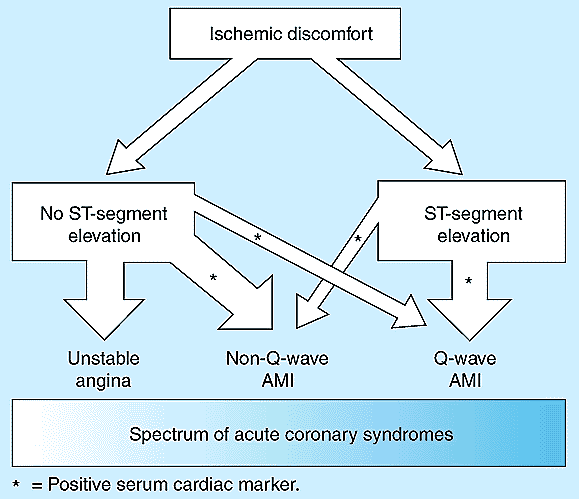 Ischemic discomfort
No ST-segment
elevation
ST-segment
elevation
*
*
*
*
Unstable
angina
Non-Q-wave
AMI
Q-wave
AMI
Spectrum of acute coronary syndromes
* = Positive serum cardiac marker.